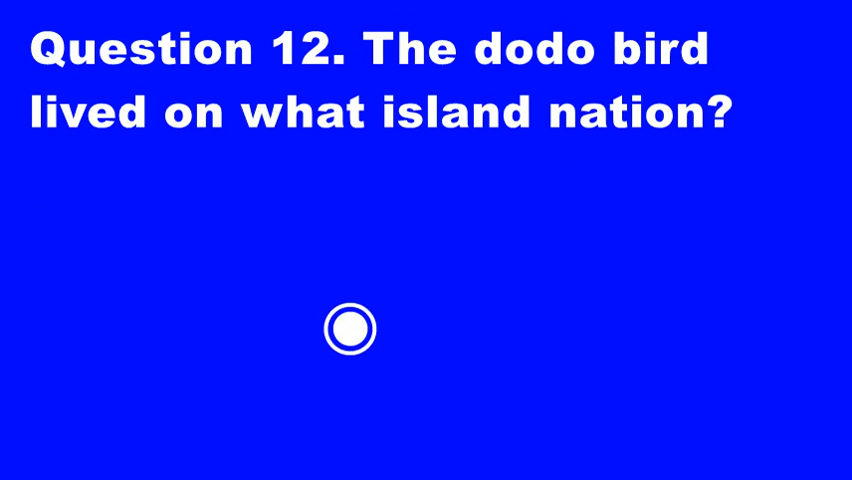 Question 12. The dodo bird
lived on what island nation?